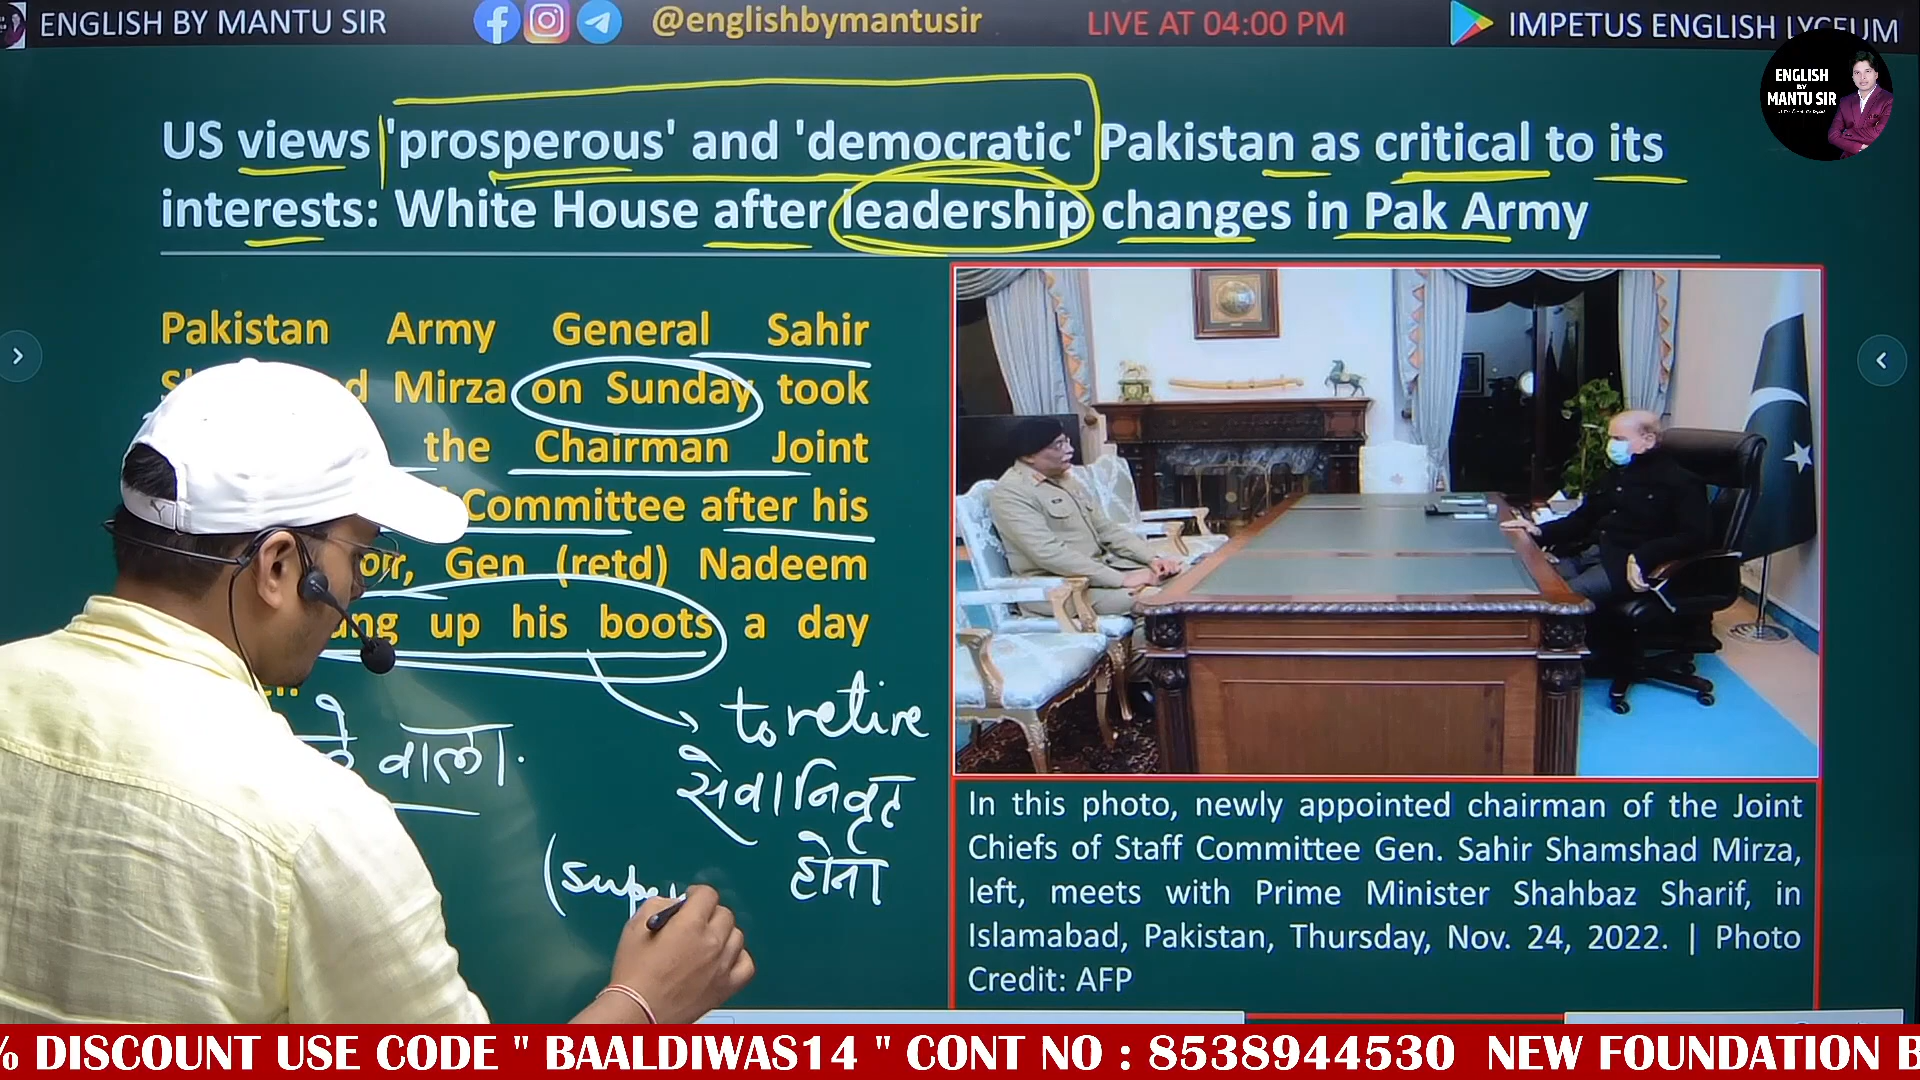 ENGLISH BY MANTU SIR
@englishbymantusir
LIVE AT 04:00 PM
IMPETUS ENGLISH LYCEUM
ENGLISH
BY
MANTU SIR
US views 'prosperous' and 'democratic' Pakistan as critical to its
interests: White House after leadership changes in Pak Army
Pakistan Army General Sahir
Mirza on Sunday took
the Chairman Joint
Committee after his
Gen (retd) Nadeem
up his boots a day
to retire
वाला
सेवानिवृत
होना
(super
In this photo, newly appointed chairman of the Joint
Chiefs of Staff Committee Gen. Sahir Shamshad Mirza,
left, meets with Prime Minister Shahbaz Sharif, in
Islamabad, Pakistan, Thursday, Nov. 24, 2022. | Photo
Credit: AFP
% DISCOUNT USE CODE " BAALDIWAS14 " CONT NO : 8538944530 NEW FOUNDATION B